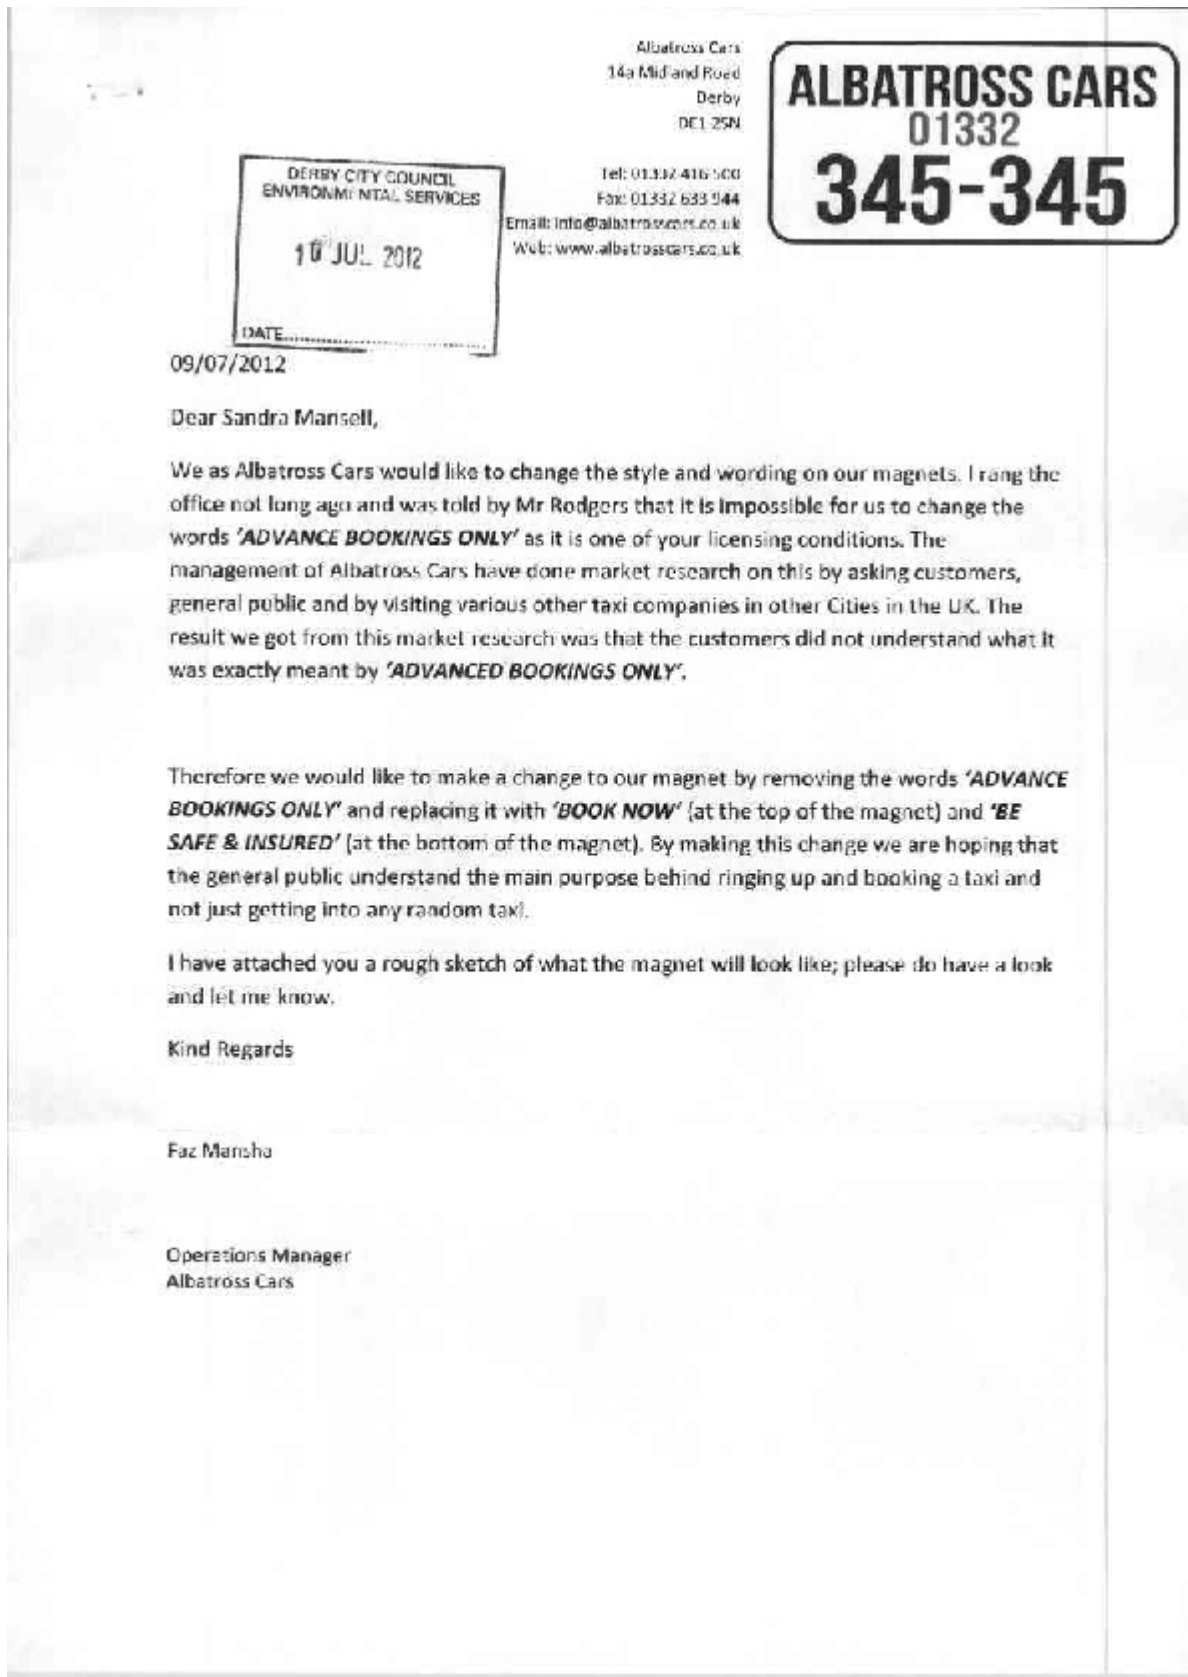 Albatross Cars
14a Midland Road
Derby
DE1 2SN
ALBATROSS CARS
01332
345-345
Tel: 01332 416 500
Fax: 01332 633 944
Email: info@albatrosscars.co.uk
Web: www.albatrosscars.co.uk
DERBY CITY COUNCIL
ENVIRONMENTAL SERVICES
10 JUL 2012
DATE
09/07/2012
Dear Sandra Mansell,
We as Albatross Cars would like to change the style and wording on our magnets. I rang the
office not long ago and was told by Mr Rodgers that it is impossible for us to change the
words 'ADVANCE BOOKINGS ONLY' as it is one of your licensing conditions. The
management of Albatross Cars have done market research on this by asking customers,
general public and by visiting various other taxi companies in other Cities in the UK. The
result we got from this market research was that the customers did not understand what it
was exactly meant by 'ADVANCED BOOKINGS ONLY'.
Therefore we would like to make a change to our magnet by removing the words 'ADVANCE
BOOKINGS ONLY' and replacing it with 'BOOK NOW' (at the top of the magnet) and 'BE
SAFE & INSURED' (at the bottom of the magnet). By making this change we are hoping that
the general public understand the main purpose behind ringing up and booking a taxi and
not just getting into any random taxi.
I have attached you a rough sketch of what the magnet will look like; please do have a look
and let me know.
Kind Regards
Faz Mansha
Operations Manager
Albatross Cars